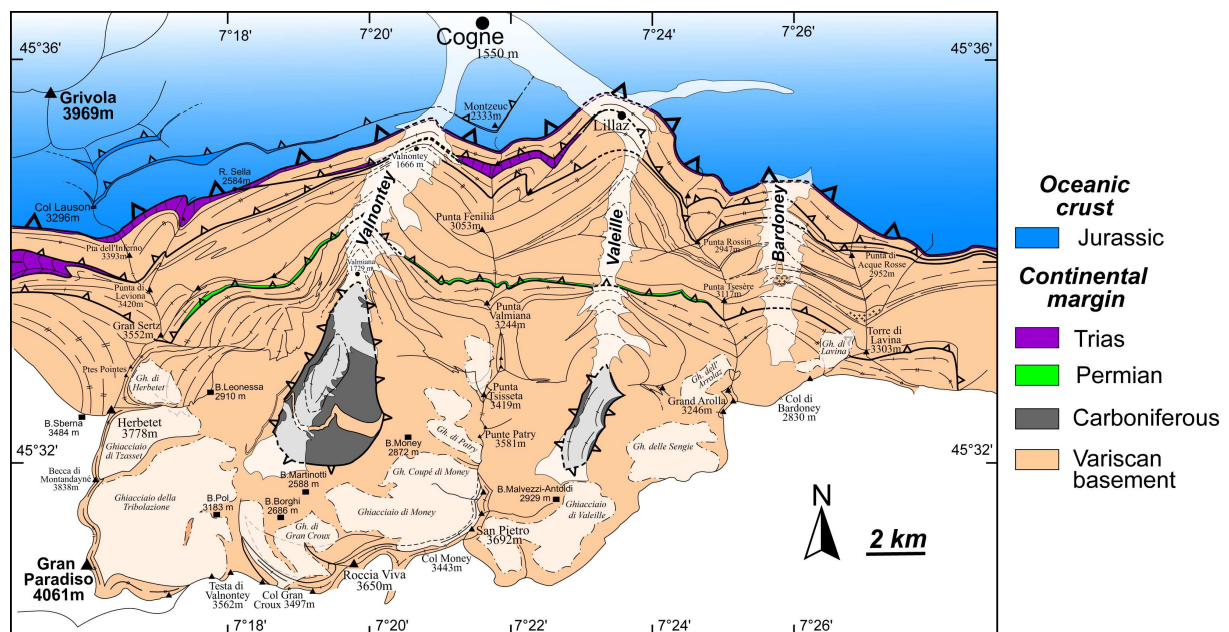 7°18'
7°20'
7°22'
7°24'
7°26'
45°36'
45°36'
Cogne
1550 m
Grivola
3969m
Montzeuc
2333m
Lillaz
Valnontey
1666 m
R. Sella
2584m
Col Lauson
3296m
Valnontey
Valeille
Bardoney
Punta Fenilia
3053m
Punta Rossin
2947m
Punta di
Acque Rosse
2952m
Pta dell'Inferno
3393m
Valmiana
1729 m
Punta di
Leviona
3420m
Punta Tsesère
3117m
Gran Sertz
3552m
Punta
Valmiana
3244m
Torre di
Lavina
3303m
Gh. di
Lavina
Ptes Pointes
Gh. di
Herbetet
B.Leonessa
2910 m
Punta
Tsisseta
3419m
Gh. dell'
Arrolaz
Grand Arolla
3246m
Col di
Bardoney
2830 m
B.Sberna
3484 m
Herbetet
3778m
Gh. di Patry
Punte Patry
3581m
B.Money
2872 m
Gh. delle Sengie
45°32'
45°32'
Ghiacciaio
di Tzasset
Becca di
Montandayné
3838m
B.Martinotti
2588 m
Gh. Coupé di Money
B.Malvezzi-Antoldi
2929 m
Ghiacciaio della
Tribolazione
B.Pol
3183 m
B.Borghi
2686 m
Ghiacciaio di Money
Ghiacciaio
di Valeille
Gh. di
Gran Croux
San Pietro
3692m
Gran
Paradiso
4061m
Col Money
3443m
Roccia Viva
3650m
Testa di
Valnontey
3562m
Col Gran
Croux 3497m
N
2 km
7°18'
7°20'
7°22'
7°24'
7°26'
Oceanic
crust
Jurassic
Continental
margin
Trias
Permian
Carboniferous
Variscan
basement